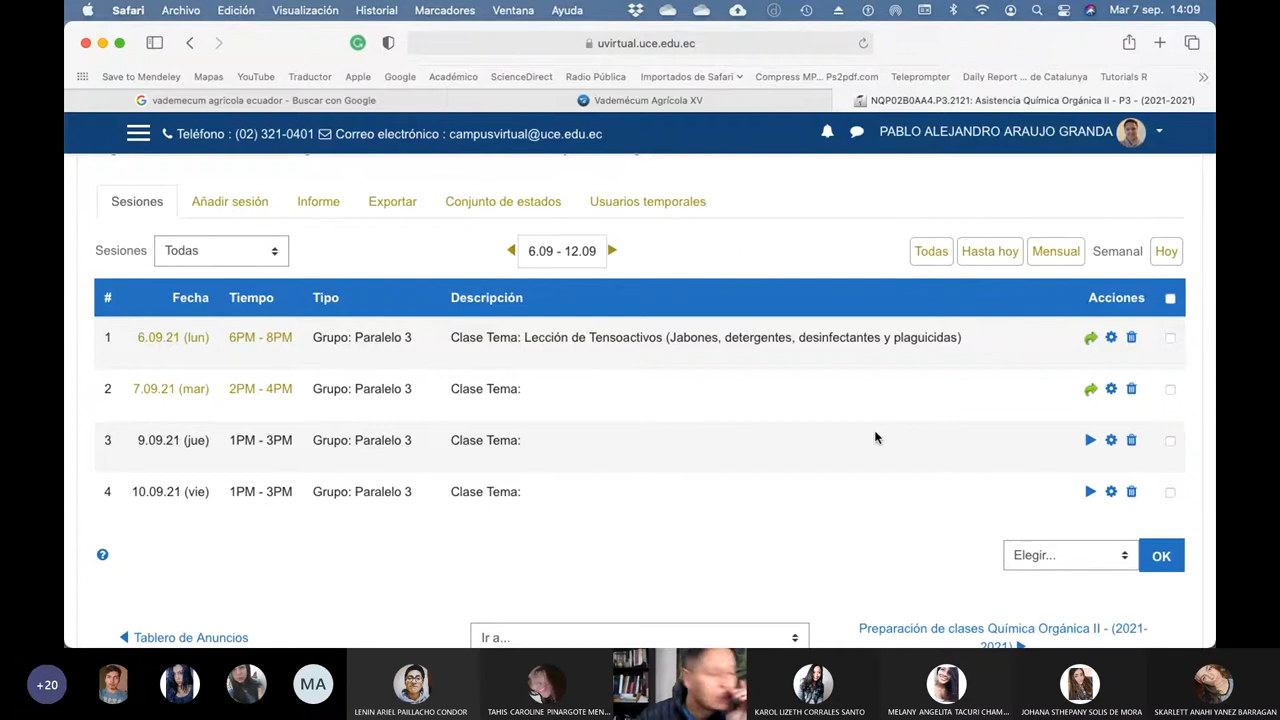 Safari Archivo Edición Visualización Historial Marcadores Ventana Ayuda Mar 7 sep. 14:09
uvirtual.uce.edu.ec
Save to Mendeley Mapas YouTube Traductor Apple Google Académico ScienceDirect Radio Pública Importados de Safari Compress MP... Ps2pdf.com Teleprompter Daily Report ... de Catalunya Tutorials R
vademecum agricola ecuador - Buscar con Google Vademécum Agrícola XV NQP02B0AA4.P3.2121: Asistencia Química Orgánica II - P3 - (2021-2021)
Teléfono : (02) 321-0401 Correo electrónico : campusvirtual@uce.edu.ec PABLO ALEJANDRO ARAUJO GRANDA
Sesiones Añadir sesión Informe Exportar Conjunto de estados Usuarios temporales
Sesiones Todas 6.09 - 12.09 Todas Hasta hoy Mensual Semanal Hoy
# Fecha Tiempo Tipo Descripción Acciones
1 6.09.21 (lun) 6PM - 8PM Grupo: Paralelo 3 Clase Tema: Lección de Tensoactivos (Jabones, detergentes, desinfectantes y plaguicidas)
2 7.09.21 (mar) 2PM - 4PM Grupo: Paralelo 3 Clase Tema:
3 9.09.21 (jue) 1PM - 3PM Grupo: Paralelo 3 Clase Tema:
4 10.09.21 (vie) 1PM - 3PM Grupo: Paralelo 3 Clase Tema:
Elegir... OK
Tablero de Anuncios Ir a... Preparación de clases Química Orgánica II - (2021-
2021)
+20 MA LENIN ARIEL PAILLACHO CONDOR TAHIS CAROLINE PINARGOTE MEN... KAROL LIZETH CORRALES SANTO MELANY ANGELITA TACURI CHAM... JOHANA STHEPANY SOLIS DE MORA SKARLETT ANAHI YANEZ BARRAGAN